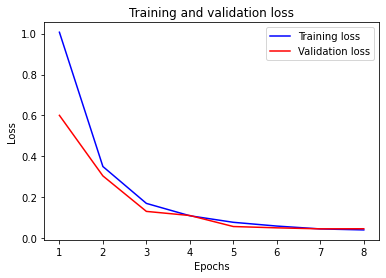 Training and validation loss
Training loss
Validation loss
Loss
1.0
0.8
0.6
0.4
0.2
0.0
1 2 3 4 5 6 7 8
Epochs